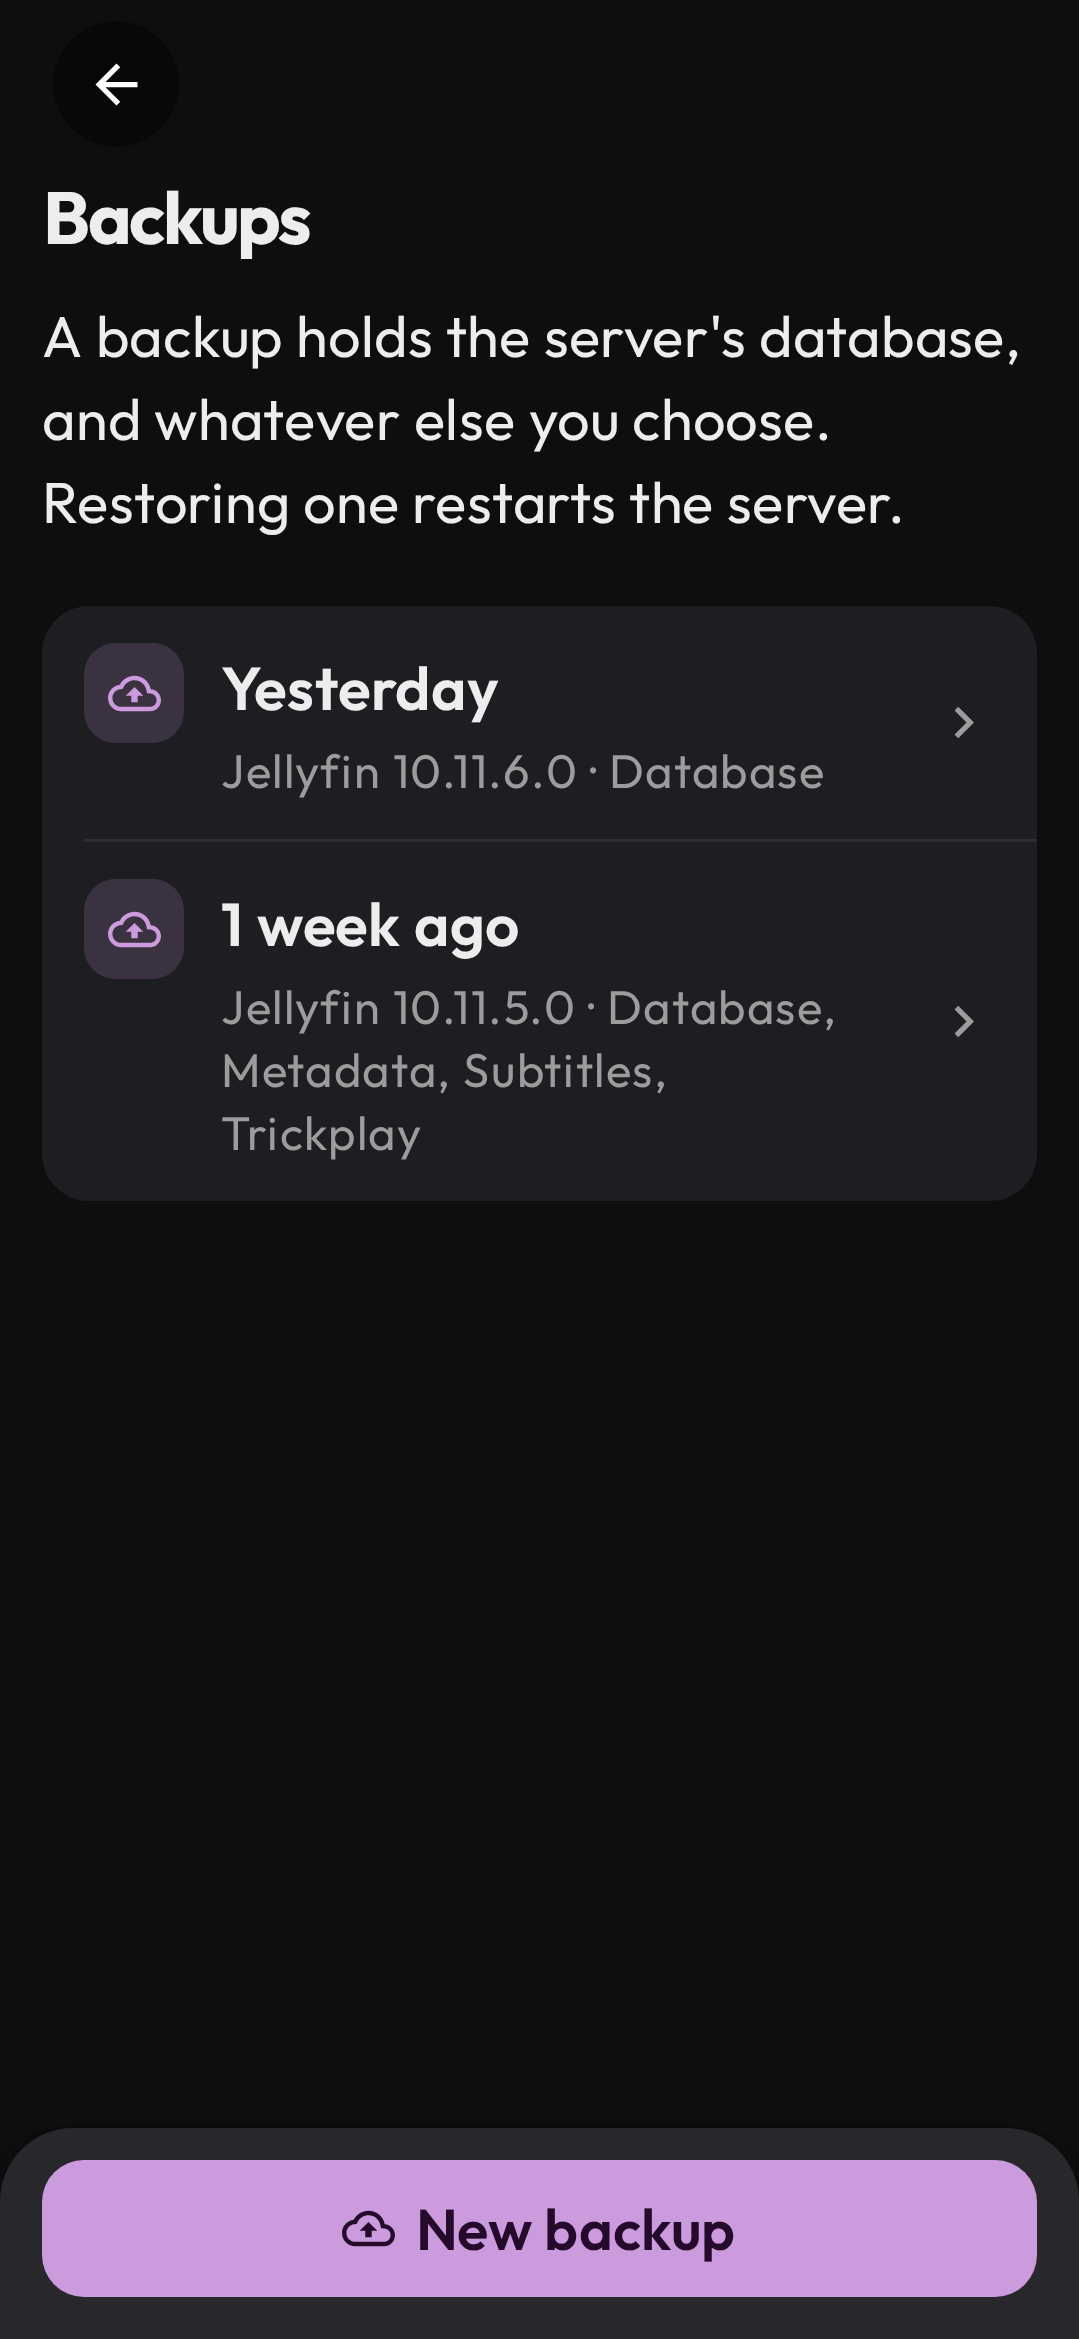 Backups
A backup holds the server's database,
and whatever else you choose.
Restoring one restarts the server.
Yesterday
Jellyfin 10.11.6.0 · Database
1 week ago
Jellyfin 10.11.5.0 · Database,
Metadata, Subtitles,
Trickplay
New backup